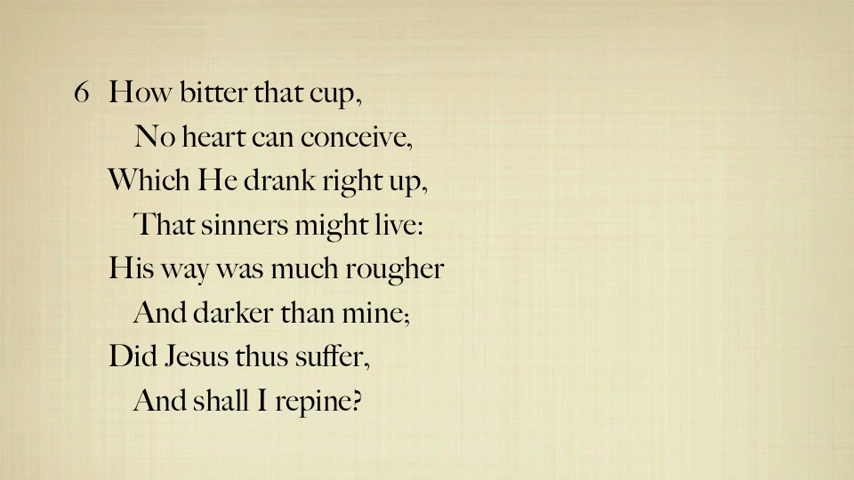 6 How bitter that cup,
No heart can conceive,
Which He drank right up,
That sinners might live:
His way was much rougher
And darker than mine;
Did Jesus thus suffer,
And shall I repine?